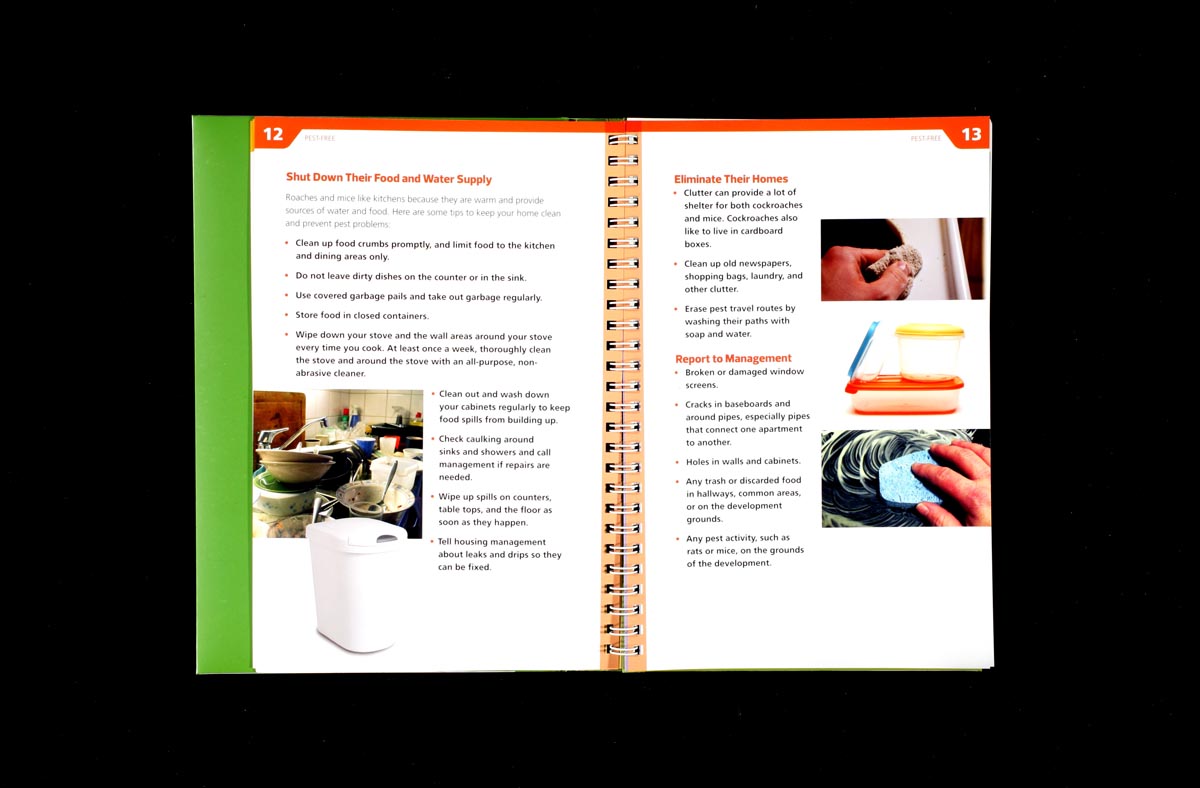 12
PEST-FREE
Shut Down Their Food and Water Supply
Roaches and mice like kitchens because they are warm and provide
sources of water and food. Here are some tips to keep your home clean
and prevent pest problems:
• Clean up food crumbs promptly, and limit food to the kitchen
and dining areas only.
• Do not leave dirty dishes on the counter or in the sink.
• Use covered garbage pails and take out garbage regularly.
• Store food in closed containers.
• Wipe down your stove and the wall areas around your stove
every time you cook. At least once a week, thoroughly clean
the stove and around the stove with an all-purpose, non-
abrasive cleaner.
• Clean out and wash down
your cabinets regularly to keep
food spills from building up.
• Check caulking around
sinks and showers and call
management if repairs are
needed.
• Wipe up spills on counters,
table tops, and the floor as
soon as they happen.
• Tell housing management
about leaks and drips so they
can be fixed.
PEST-FREE
13
Eliminate Their Homes
• Clutter can provide a lot of
shelter for both cockroaches
and mice. Cockroaches also
like to live in cardboard
boxes.
• Clean up old newspapers,
shopping bags, laundry, and
other clutter.
• Erase pest travel routes by
washing their paths with
soap and water.
Report to Management
• Broken or damaged window
screens.
• Cracks in baseboards and
around pipes, especially pipes
that connect one apartment
to another.
• Holes in walls and cabinets.
• Any trash or discarded food
in hallways, common areas,
or on the development
grounds.
• Any pest activity, such as
rats or mice, on the grounds
of the development.